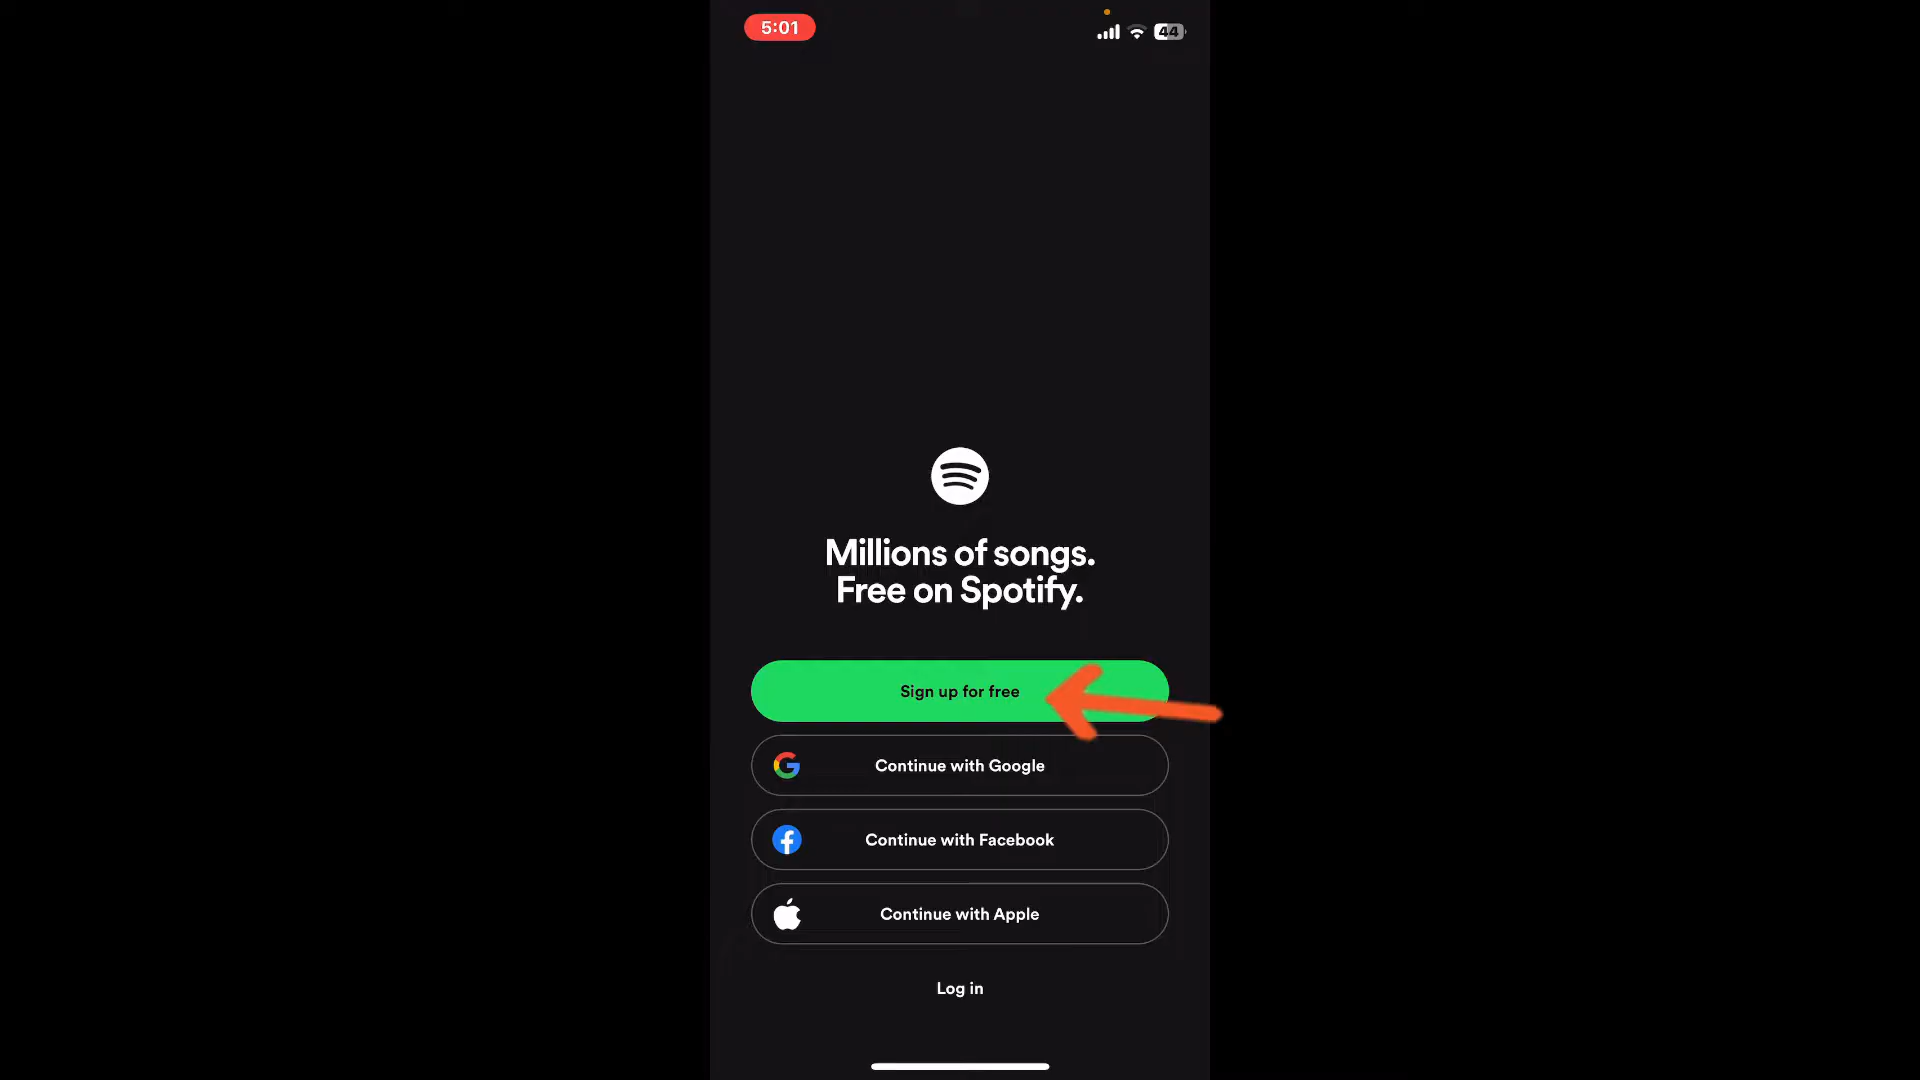 5:01
44
Millions of songs.
Free on Spotify.
Sign up for free
Continue with Google
Continue with Facebook
Continue with Apple
Log in